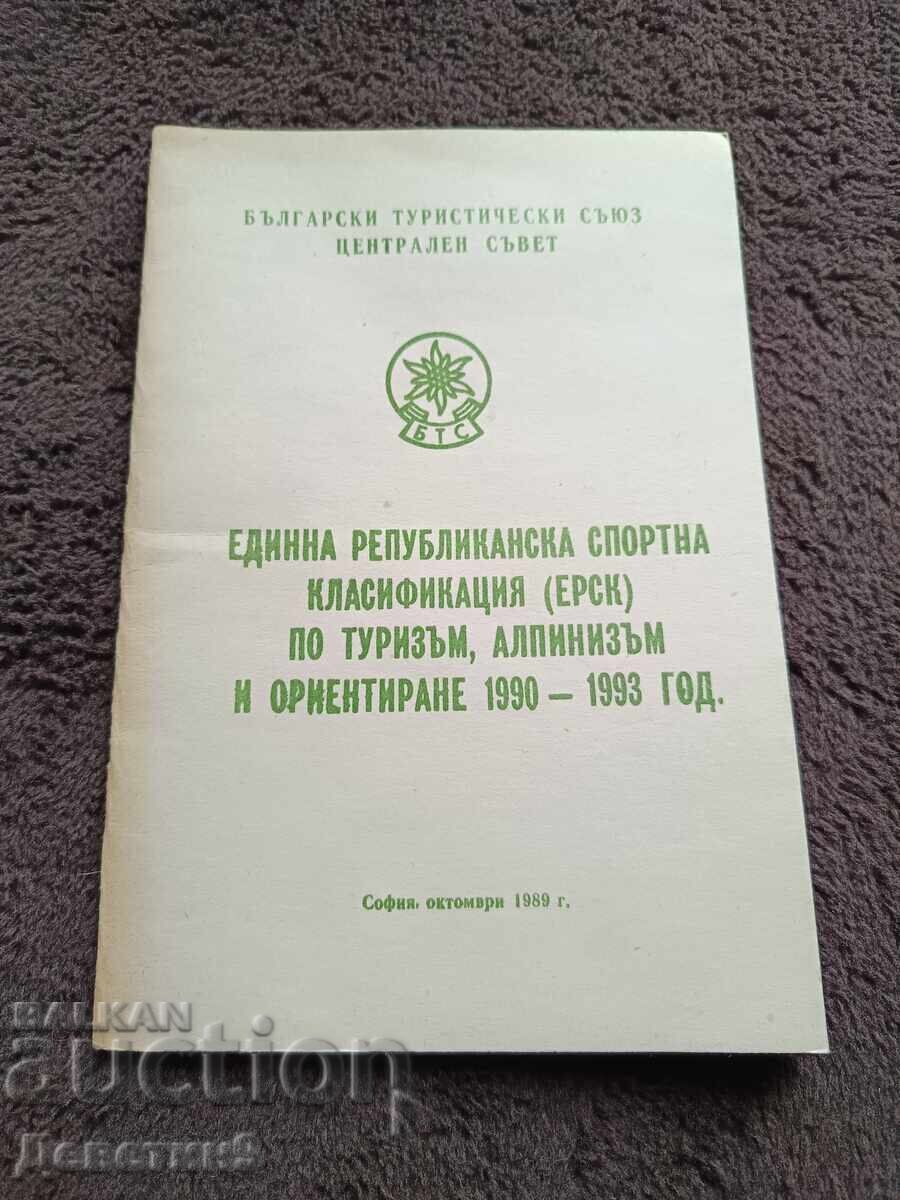 БЪЛГАРСКИ ТУРИСТИЧЕСКИ СЪЮЗ
ЦЕНТРАЛЕН СЪВЕТ
БТС
ЕДИННА РЕПУБЛИКАНСКА СПОРТНА
КЛАСИФИКАЦИЯ (ЕРСК)
ПО ТУРИЗЪМ, АЛПИНИЗЪМ
И ОРИЕНТИРАНЕ 1990 – 1993 ГОД.
София, октомври 1989 г.
BALKAN
auction
Деветки9